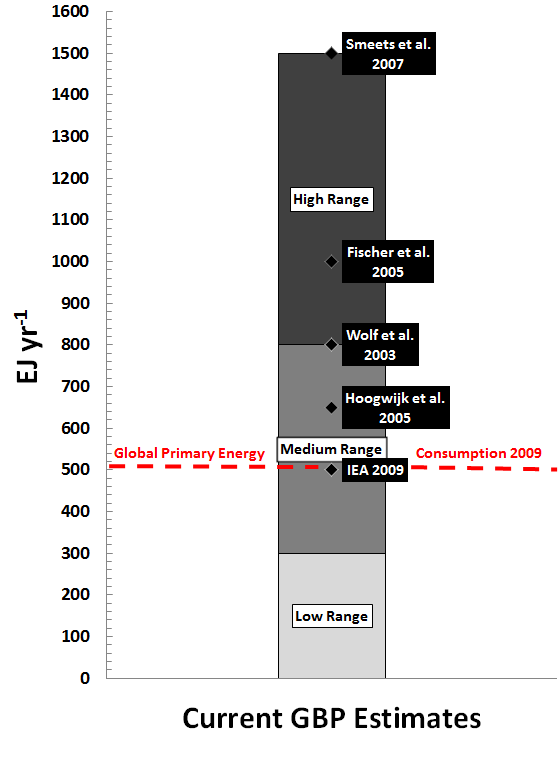 1600
1500
1400
1300
1200
1100
1000
900
800
700
600
500
400
300
200
100
0
EJ yr-1
Smeets et al.
2007
High Range
Fischer et al.
2005
Wolf et al.
2003
Hoogwijk et al.
2005
Medium Range
Global Primary Energy
Consumption 2009
IEA 2009
Low Range
Current GBP Estimates